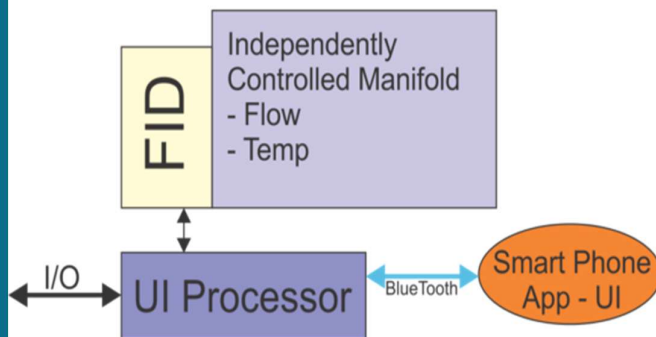 FID
Independently
Controlled Manifold
- Flow
- Temp
I/O
UI Processor
BlueTooth
Smart Phone
App - UI